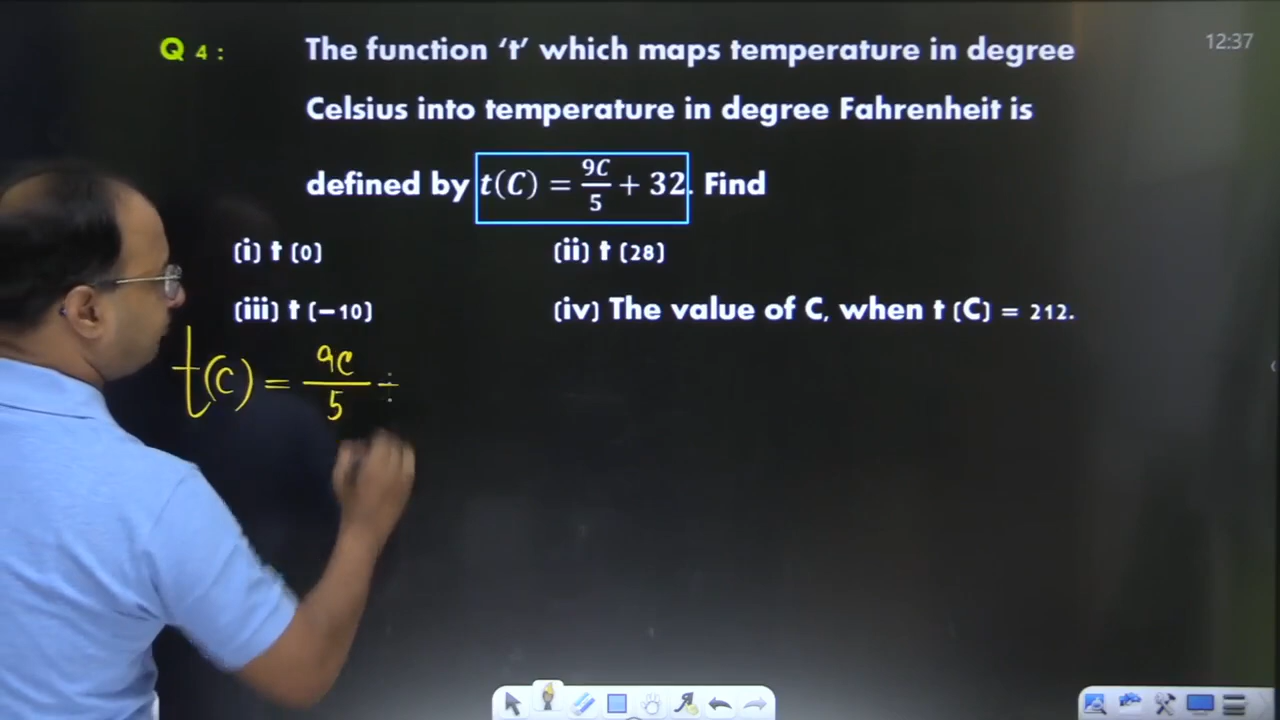 12:37
Q 4 : The function ‘t’ which maps temperature in degree
Celsius into temperature in degree Fahrenheit is
defined by t(C) = 9C/5 + 32. Find
(i) t (0) (ii) t (28)
(iii) t (−10) (iv) The value of C, when t (C) = 212.
t(C) = 9C/5 +